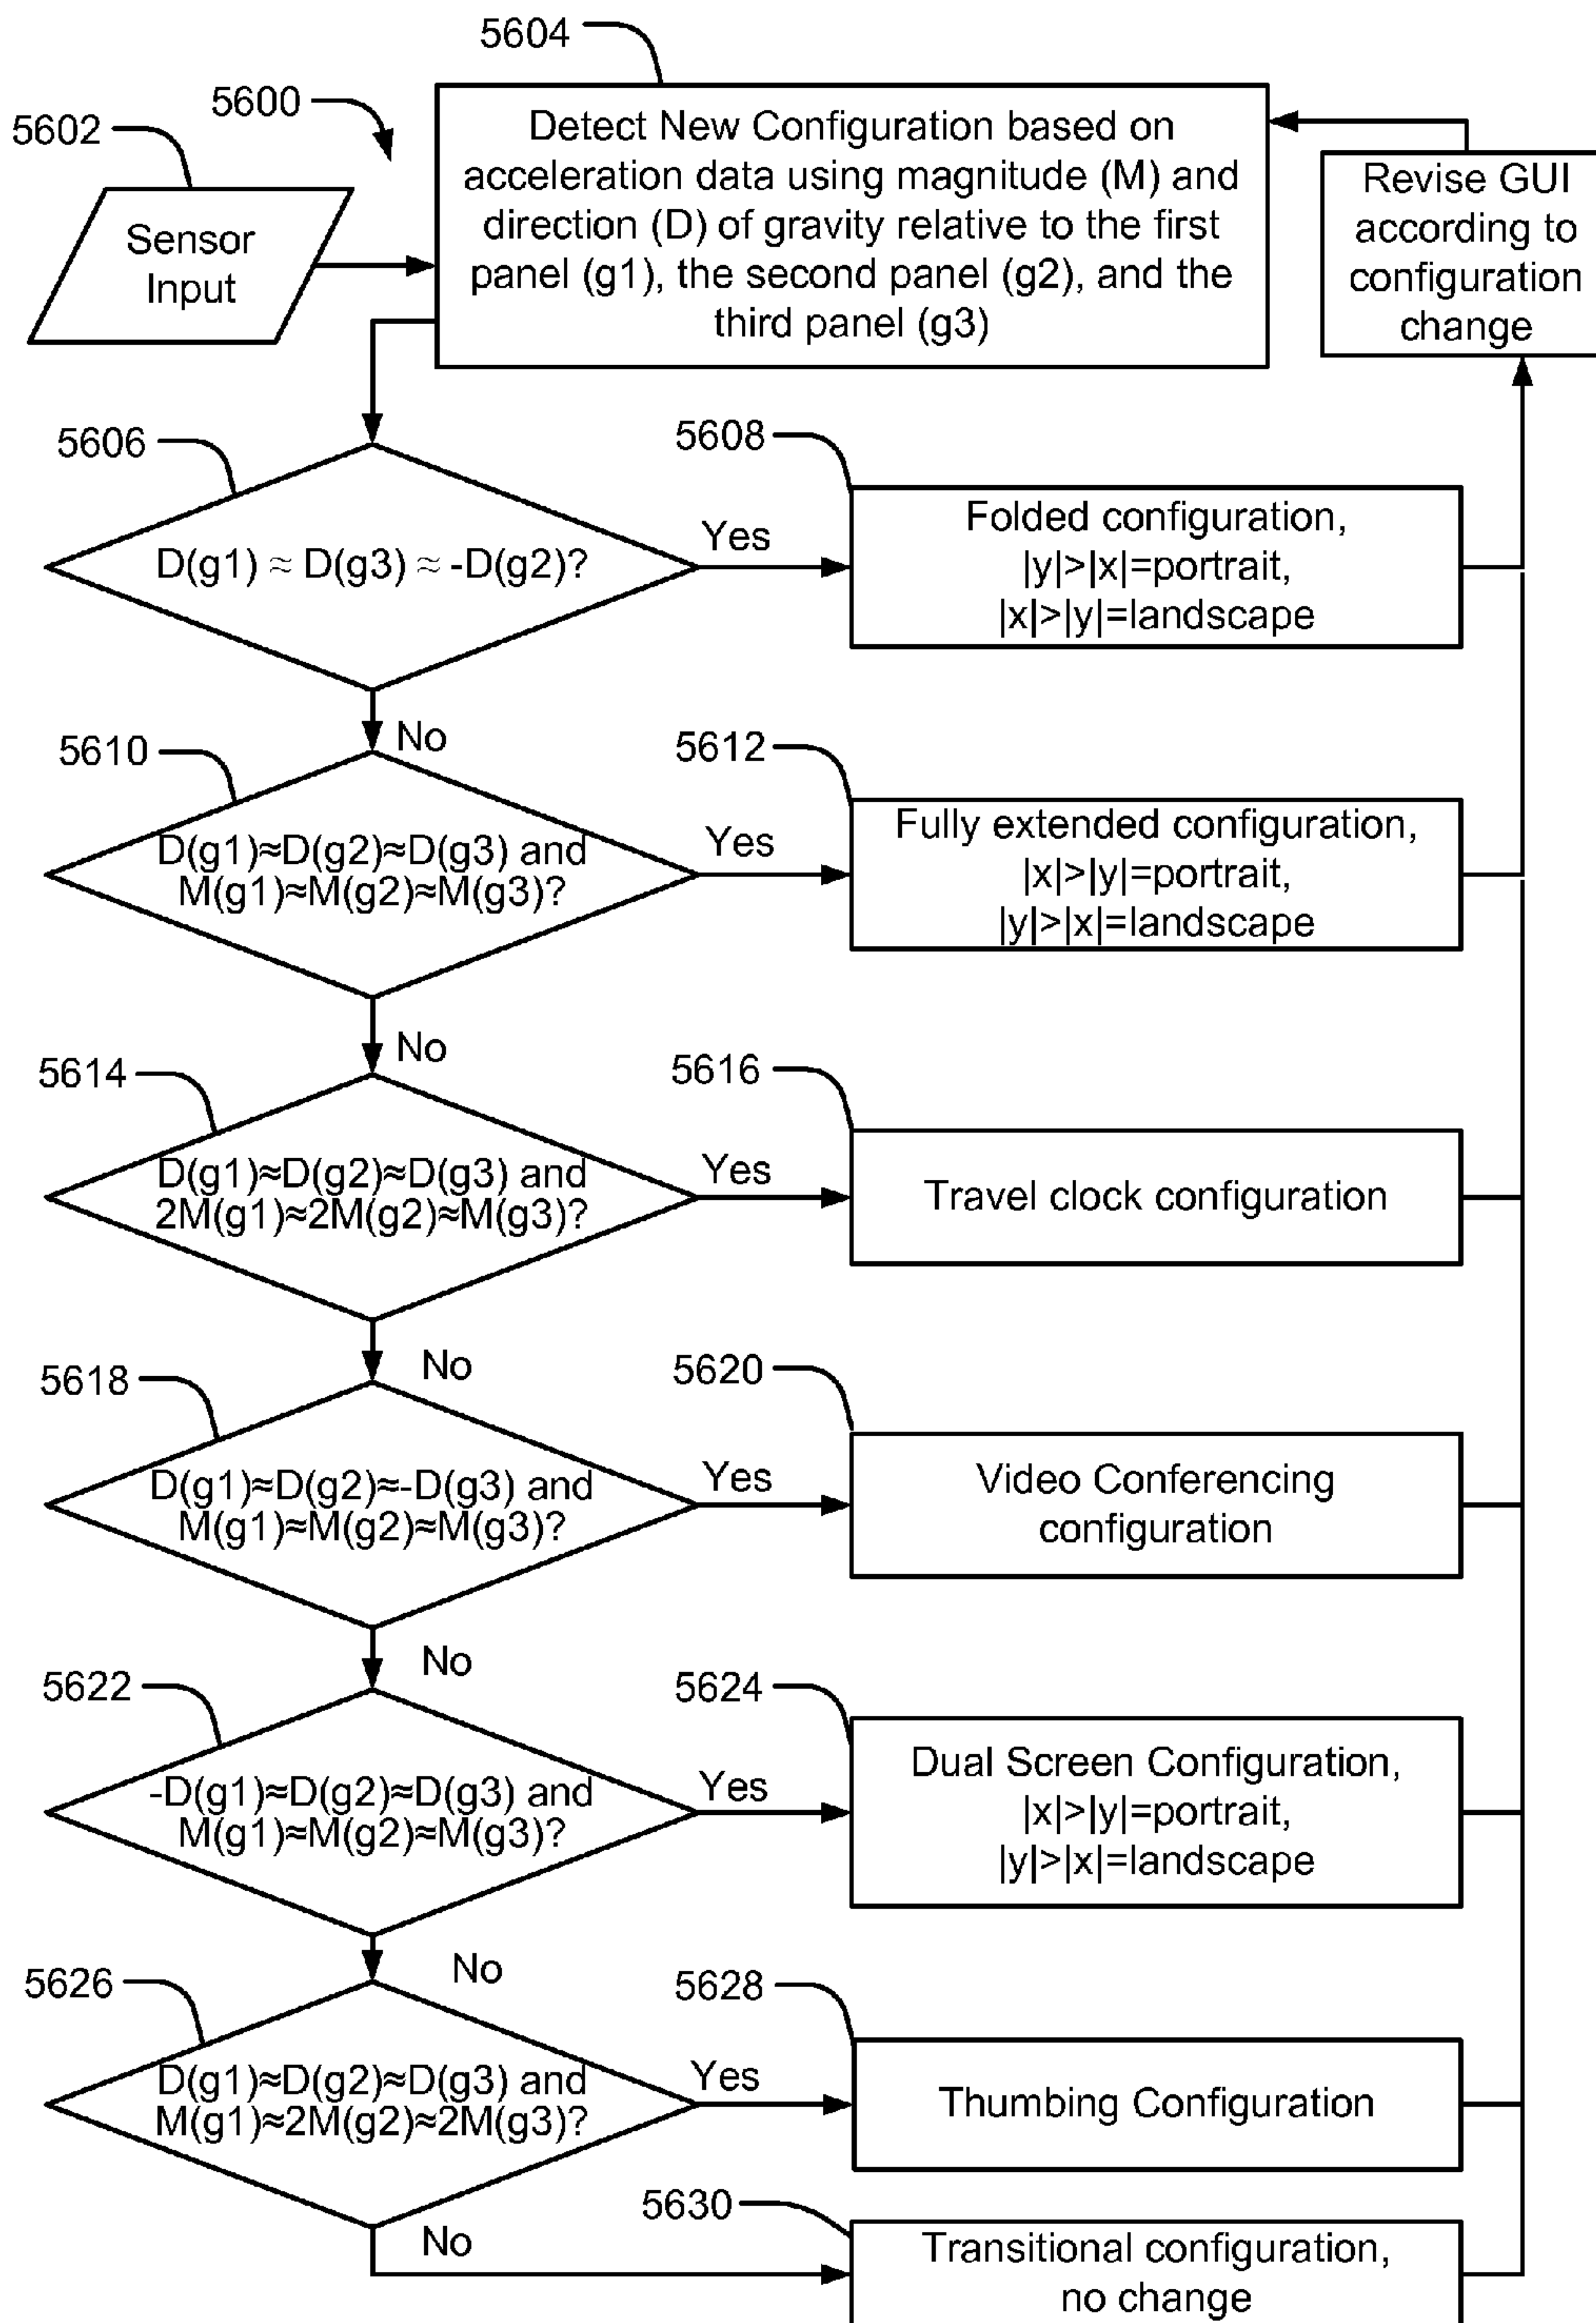 5604
5600
5602
Detect New Configuration based on
acceleration data using magnitude (M) and
direction (D) of gravity relative to the first
panel (g1), the second panel (g2), and the
third panel (g3)
Revise GUI
according to
configuration
change
Sensor
Input
5606
5608
D(g1) ≈ D(g3) ≈ -D(g2)?
Yes
Folded configuration,
|y|>|x|=portrait,
|x|>|y|=landscape
No
5610
5612
D(g1)≈D(g2)≈D(g3) and
M(g1)≈M(g2)≈M(g3)?
Yes
Fully extended configuration,
|x|>|y|=portrait,
|y|>|x|=landscape
No
5614
5616
D(g1)≈D(g2)≈D(g3) and
2M(g1)≈2M(g2)≈M(g3)?
Yes
Travel clock configuration
No
5618
5620
D(g1)≈D(g2)≈-D(g3) and
M(g1)≈M(g2)≈M(g3)?
Yes
Video Conferencing
configuration
No
5622
5624
-D(g1)≈D(g2)≈D(g3) and
M(g1)≈M(g2)≈M(g3)?
Yes
Dual Screen Configuration,
|x|>|y|=portrait,
|y|>|x|=landscape
No
5626
5628
D(g1)≈D(g2)≈D(g3) and
M(g1)≈2M(g2)≈2M(g3)?
Yes
Thumbing Configuration
No
5630
Transitional configuration,
no change